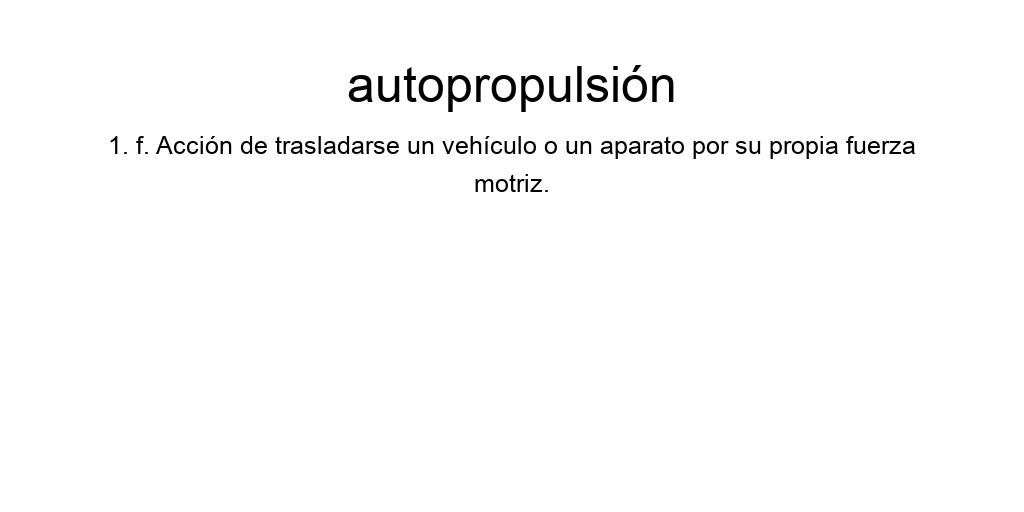 autopropulsión
1. f. Acción de trasladarse un vehículo o un aparato por su propia fuerza
motriz.